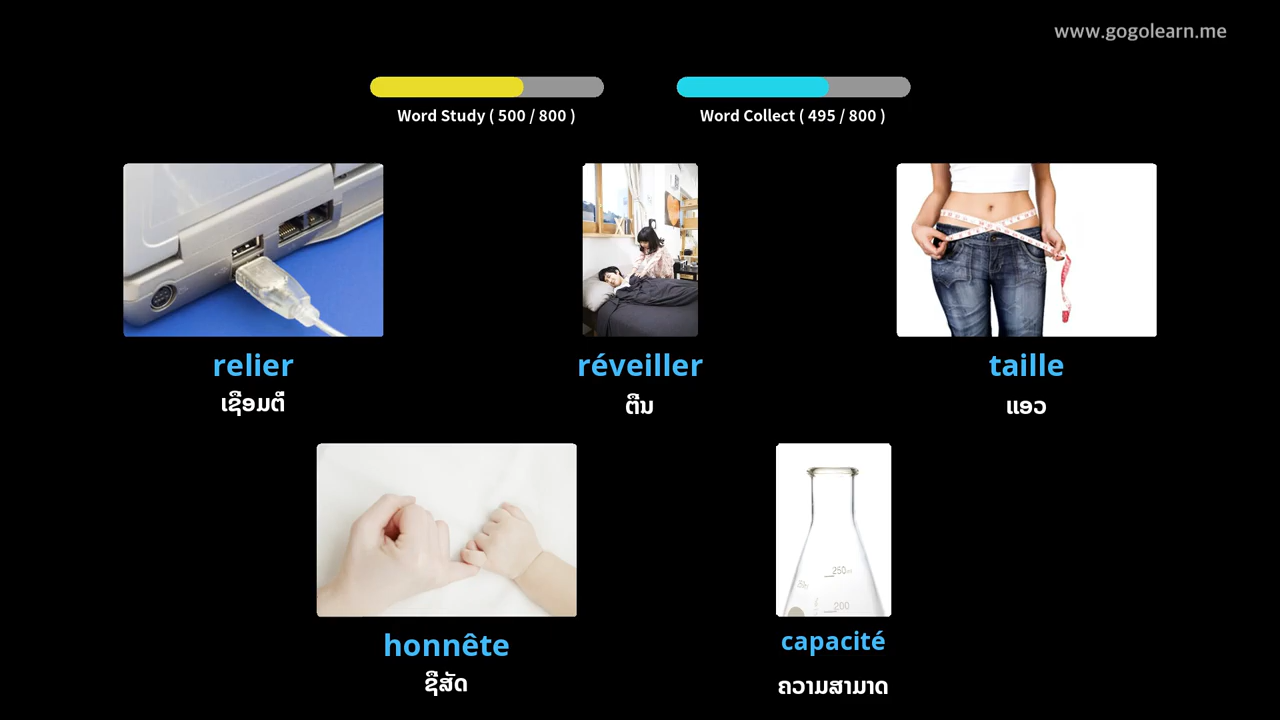 www.gogolearn.me
Word Study ( 500 / 800 )
Word Collect ( 495 / 800 )
relier
ເຊື່ອມຕໍ່
réveiller
ຕື່ນ
taille
ແອວ
honnête
ຊື່ສັດ
capacité
ຄວາມສາມາດ
250
200